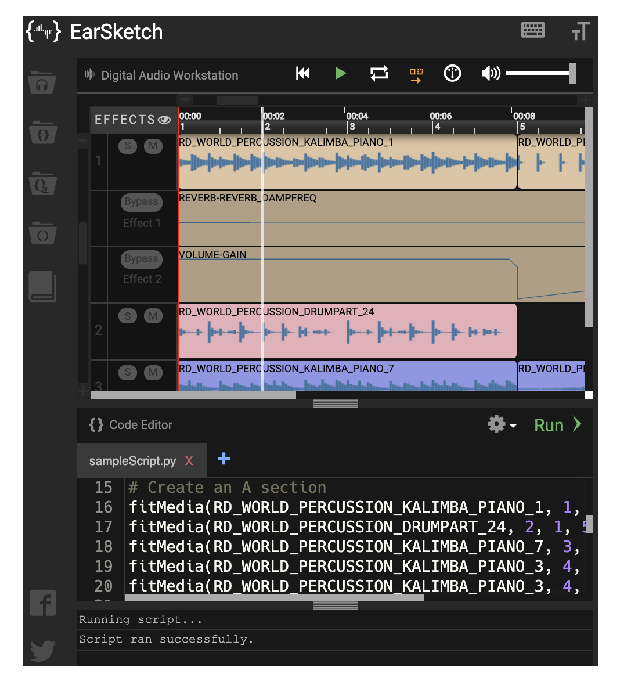 { } EarSketch
Digital Audio Workstation
EFFECTS
00:00 00:02 00:04 00:06 00:08
1 2 3 4 5
1 S M RD_WORLD_PERCUSSION_KALIMBA_PIANO_1 RD_WORLD_PE
Bypass REVERB-REVERB_DAMPFREQ
Effect 1
Bypass VOLUME-GAIN
Effect 2
2 S M RD_WORLD_PERCUSSION_DRUMPART_24
3 S M RD_WORLD_PERCUSSION_KALIMBA_PIANO_7 RD_WORLD_PE
{} Code Editor Run
sampleScript.py X +
15 # Create an A section
16 fitMedia(RD_WORLD_PERCUSSION_KALIMBA_PIANO_1, 1,
17 fitMedia(RD_WORLD_PERCUSSION_DRUMPART_24, 2, 1, 5
18 fitMedia(RD_WORLD_PERCUSSION_KALIMBA_PIANO_7, 3,
19 fitMedia(RD_WORLD_PERCUSSION_KALIMBA_PIANO_3, 4,
20 fitMedia(RD_WORLD_PERCUSSION_KALIMBA_PIANO_3, 4,
Running script...
Script ran successfully.